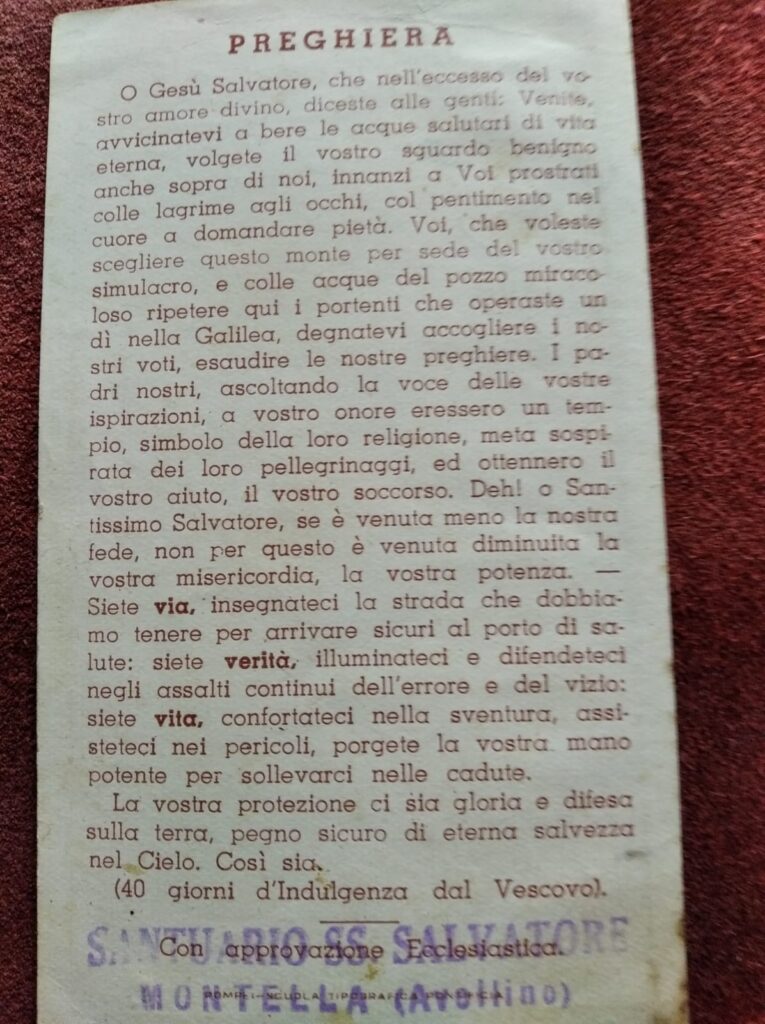 PREGHIERA
O Gesù Salvatore, che nell'eccesso del vo-
stro amore divino, diceste alle genti: Venite,
avvicinatevi a bere le acque salutari di vita
eterna, volgete il vostro sguardo benigno
anche sopra di noi, innanzi a Voi prostrati
colle lagrime agli occhi, col pentimento nel
cuore a domandare pietà. Voi, che voleste
scegliere questo monte per sede del vostro
simulacro, e colle acque del pozzo miraco-
loso ripetere qui i portenti che operaste un
dì nella Galilea, degnatevi accogliere i no-
stri voti, esaudire le nostre preghiere. I pa-
dri nostri, ascoltando la voce delle vostre
ispirazioni, a vostro onore eressero un tem-
pio, simbolo della loro religione, meta sospi-
rata dei loro pellegrinaggi, ed ottennero il
vostro aiuto, il vostro soccorso. Deh! o San-
tissimo Salvatore, se è venuta meno la nostra
fede, non per questo è venuta diminuita la
vostra misericordia, la vostra potenza. —
Siete via, insegnateci la strada che dobbia-
mo tenere per arrivare sicuri al porto di sa-
lute: siete verità, illuminateci e difendeteci
negli assalti continui dell'errore e del vizio:
siete vita, confortateci nella sventura, assi-
steteci nei pericoli, porgete la vostra mano
potente per sollevarci nelle cadute.
La vostra protezione ci sia gloria e difesa
sulla terra, pegno sicuro di eterna salvezza
nel Cielo. Così sia.
(40 giorni d'Indulgenza dal Vescovo).
SANTUARIO SS. SALVATORE
Con approvazione Ecclesiastica.
MONTELLA (Avellino)
POMPEI-SCUOLA TIPOGRAFICA PONTIFICIA